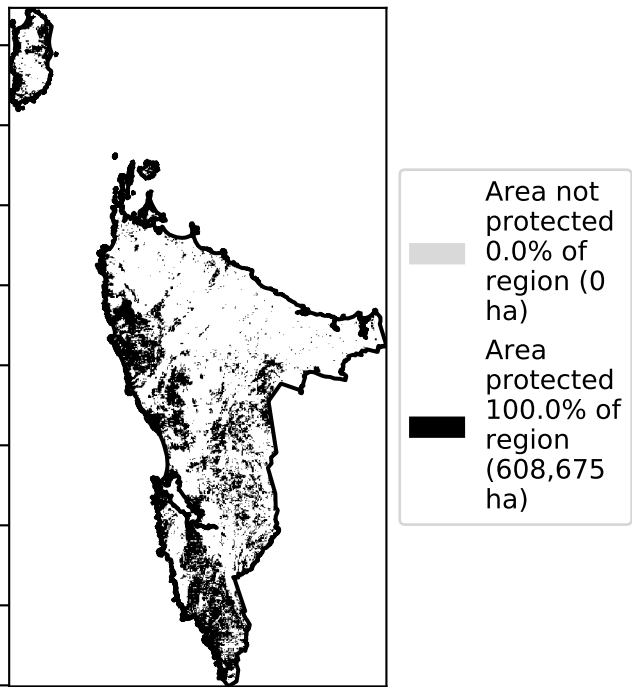 Area not
protected
0.0% of
region (0
ha)
Area
protected
100.0% of
region
(608,675
ha)